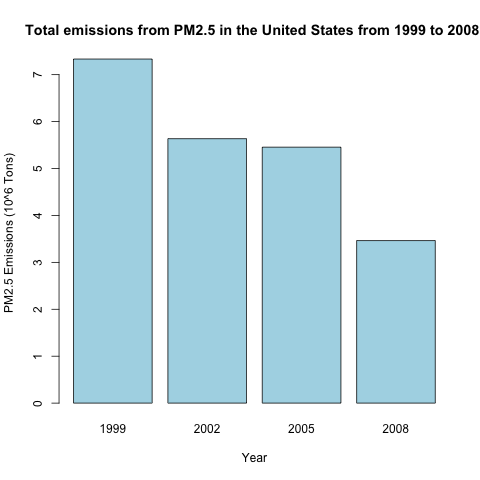 Total emissions from PM2.5 in the United States from 1999 to 2008
PM2.5 Emissions (10^6 Tons)
7
6
5
4
3
2
1
0
1999 2002 2005 2008
Year